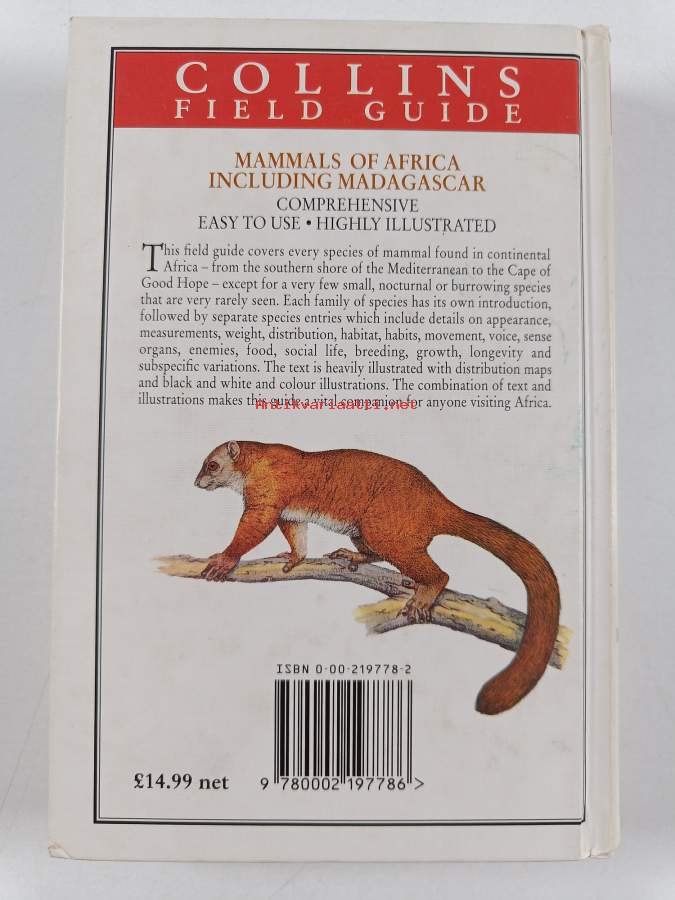 COLLINS
FIELD GUIDE
MAMMALS OF AFRICA
INCLUDING MADAGASCAR
COMPREHENSIVE
EASY TO USE • HIGHLY ILLUSTRATED
This field guide covers every species of mammal found in continental
Africa – from the southern shore of the Mediterranean to the Cape of
Good Hope – except for a very few small, nocturnal or burrowing species
that are very rarely seen. Each family of species has its own introduction,
followed by separate species entries which include details on appearance,
measurements, weight, distribution, habitat, habits, movement, voice, sense
organs, enemies, food, social life, breeding, growth, longevity and
subspecific variations. The text is heavily illustrated with distribution maps
and black and white and colour illustrations. The combination of text and
illustrations makes this guide a vital companion for anyone visiting Africa.
Antikvariaatti.net
ISBN 0-00-219778-2
£14.99 net
9 780002 197786 >